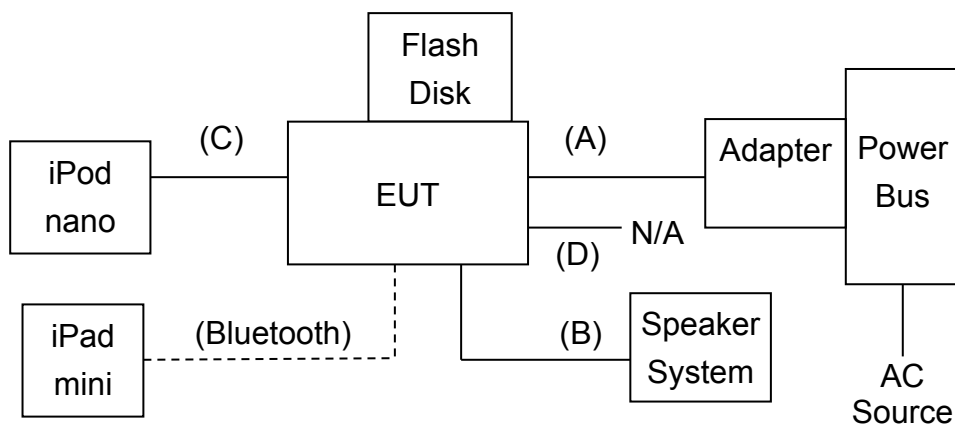 Flash
Disk
(C)
(A)
Adapter
Power
Bus
iPod
nano
EUT
N/A
(D)
iPad
mini
(Bluetooth)
(B)
Speaker
System
AC
Source